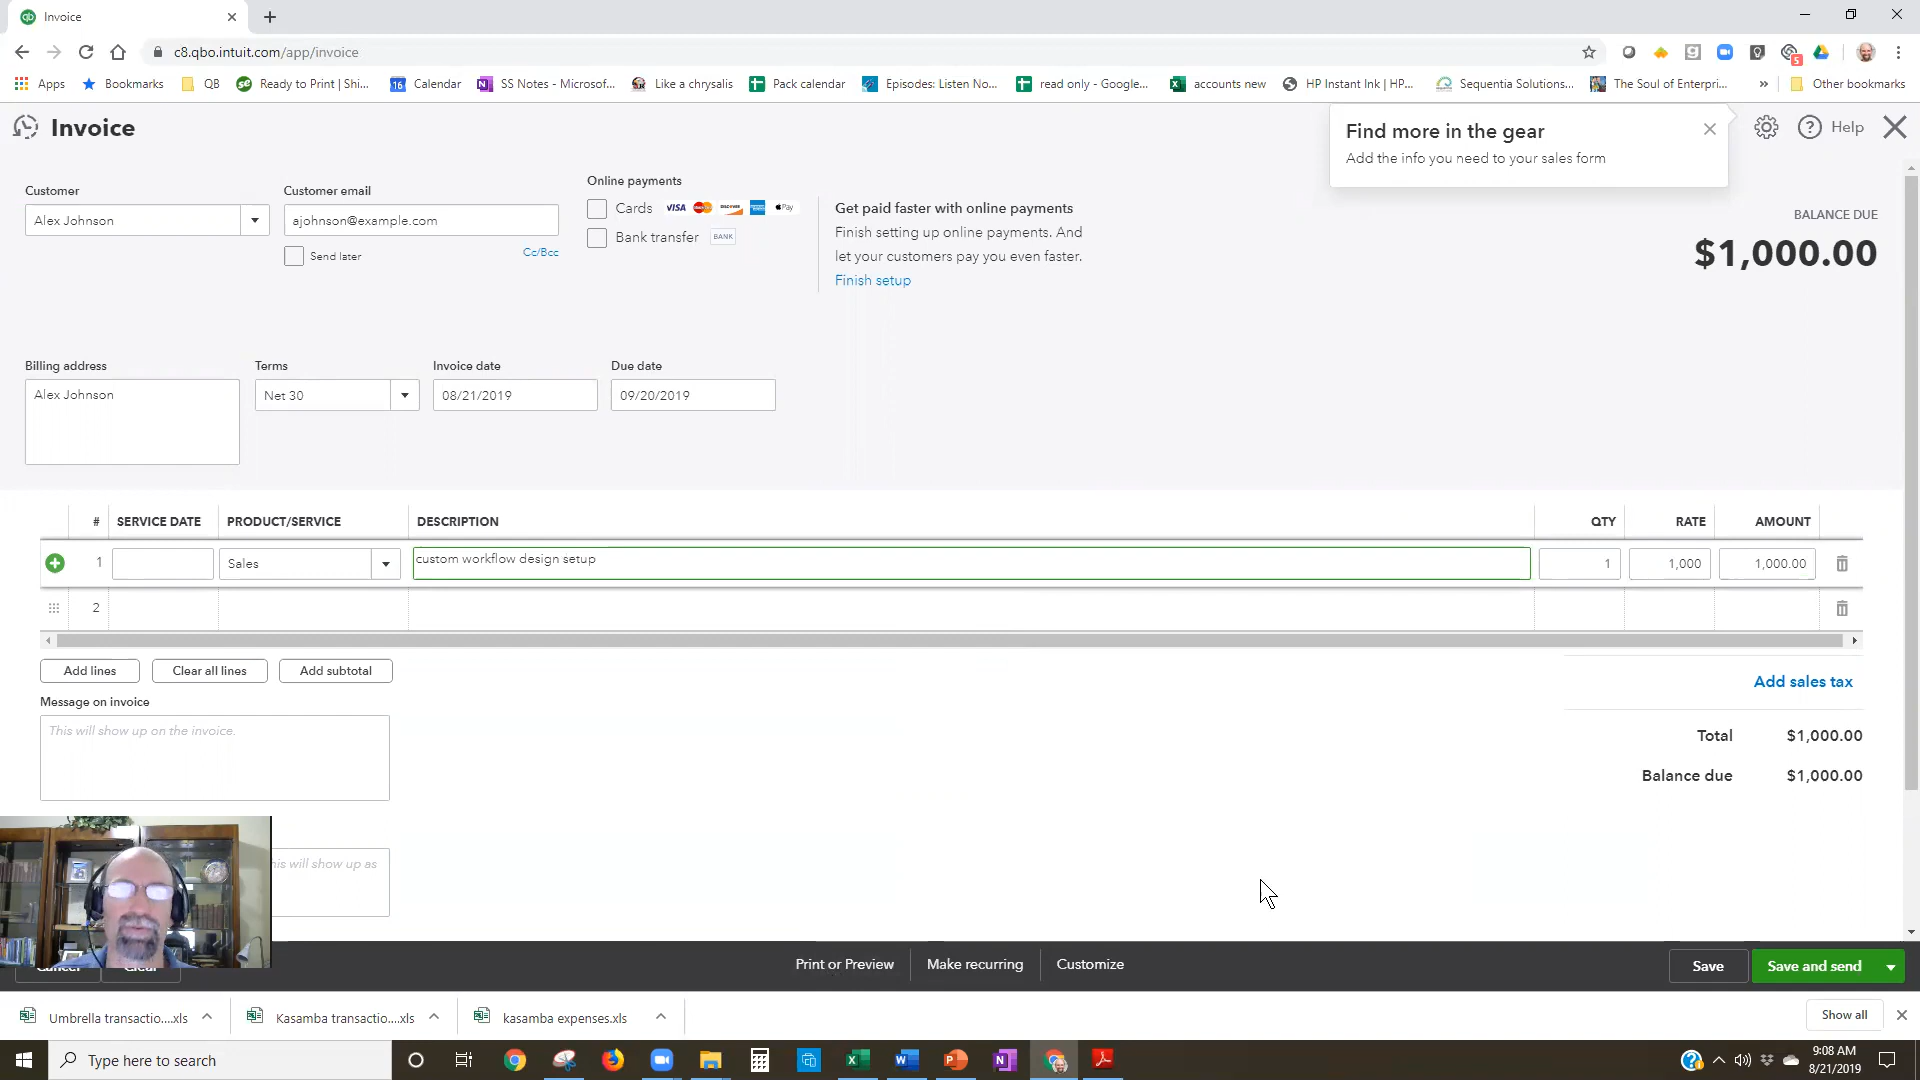 Invoice
c8.qbo.intuit.com/app/invoice
5
Apps
Bookmarks
QB
Ready to Print | Shi...
16
Calendar
SS Notes - Microsof...
Like a chrysalis
Pack calendar
Episodes: Listen No...
read only - Google...
accounts new
HP Instant Ink | HP...
Sequentia Solutions...
The Soul of Enterpri...
»
Other bookmarks
Invoice
Find more in the gear
Add the info you need to your sales form
Help
Customer
Alex Johnson
Customer email
ajohnson@example.com
Send later
Cc/Bcc
Online payments
Cards
VISA
DISCOVER
Pay
Bank transfer
BANK
Get paid faster with online payments
Finish setting up online payments. And
let your customers pay you even faster.
Finish setup
BALANCE DUE
$1,000.00
Billing address
Alex Johnson
Terms
Net 30
Invoice date
08/21/2019
Due date
09/20/2019
# SERVICE DATE PRODUCT/SERVICE DESCRIPTION QTY RATE AMOUNT
1 Sales custom workflow design setup 1 1,000 1,000.00
2
Add lines
Clear all lines
Add subtotal
Add sales tax
Message on invoice
This will show up on the invoice.
Total $1,000.00
Balance due $1,000.00
his will show up as
Cancel
Clear
Print or Preview
Make recurring
Customize
Save
Save and send
Umbrella transactio....xls
Kasamba transactio....xls
kasamba expenses.xls
Show all
Type here to search
9:08 AM
8/21/2019